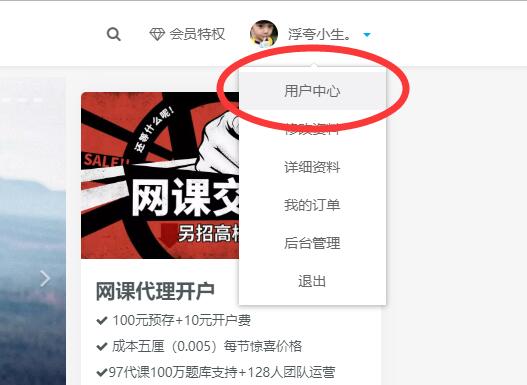 会员特权
浮夸小生。
用户中心
修改资料
详细资料
我的订单
后台管理
退出
还等什么呢!
SALE
网课交
另招高
网课代理开户
100元预存+10元开户费
成本五厘（0.005）每节惊喜价格
97代课100万题库支持+128人团队运营